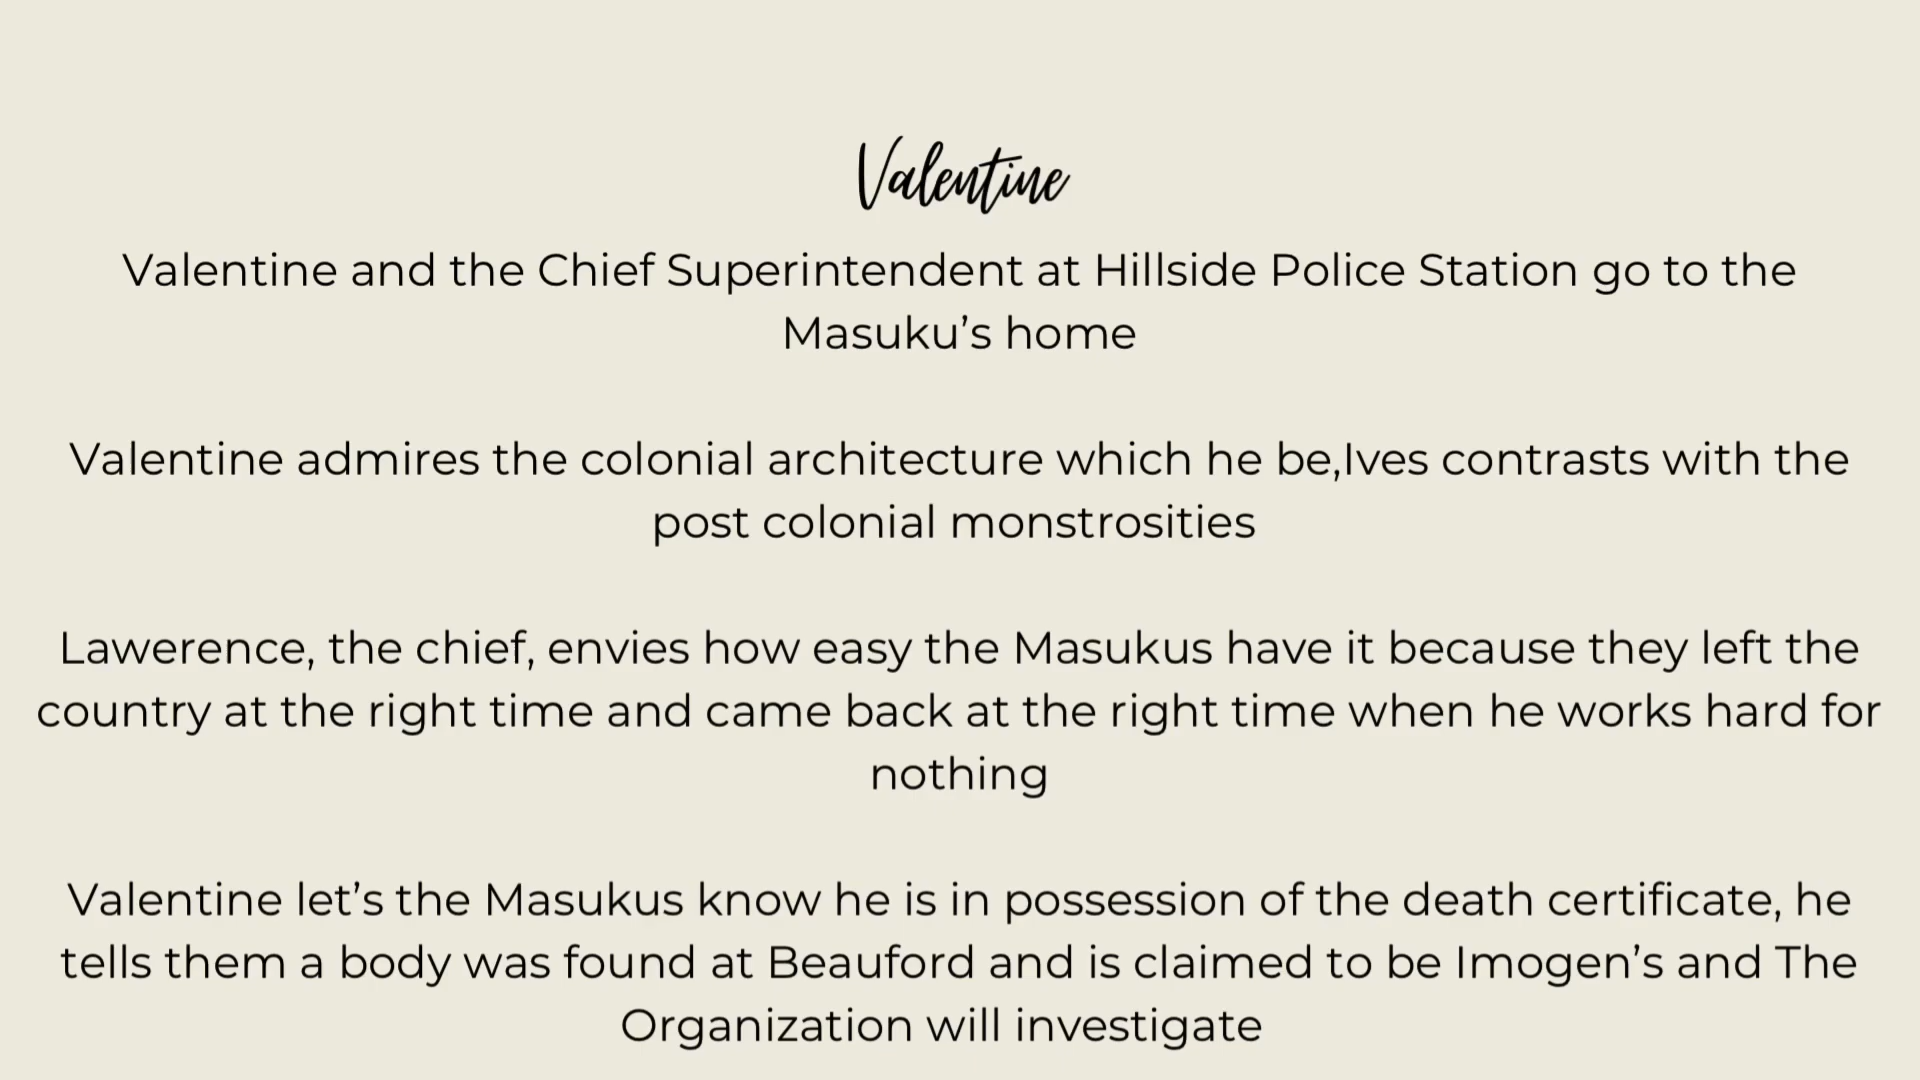 Valentine
Valentine and the Chief Superintendent at Hillside Police Station go to the
Masuku’s home
Valentine admires the colonial architecture which he be,Ives contrasts with the
post colonial monstrosities
Lawerence, the chief, envies how easy the Masukus have it because they left the
country at the right time and came back at the right time when he works hard for
nothing
Valentine let’s the Masukus know he is in possession of the death certificate, he
tells them a body was found at Beauford and is claimed to be Imogen’s and The
Organization will investigate